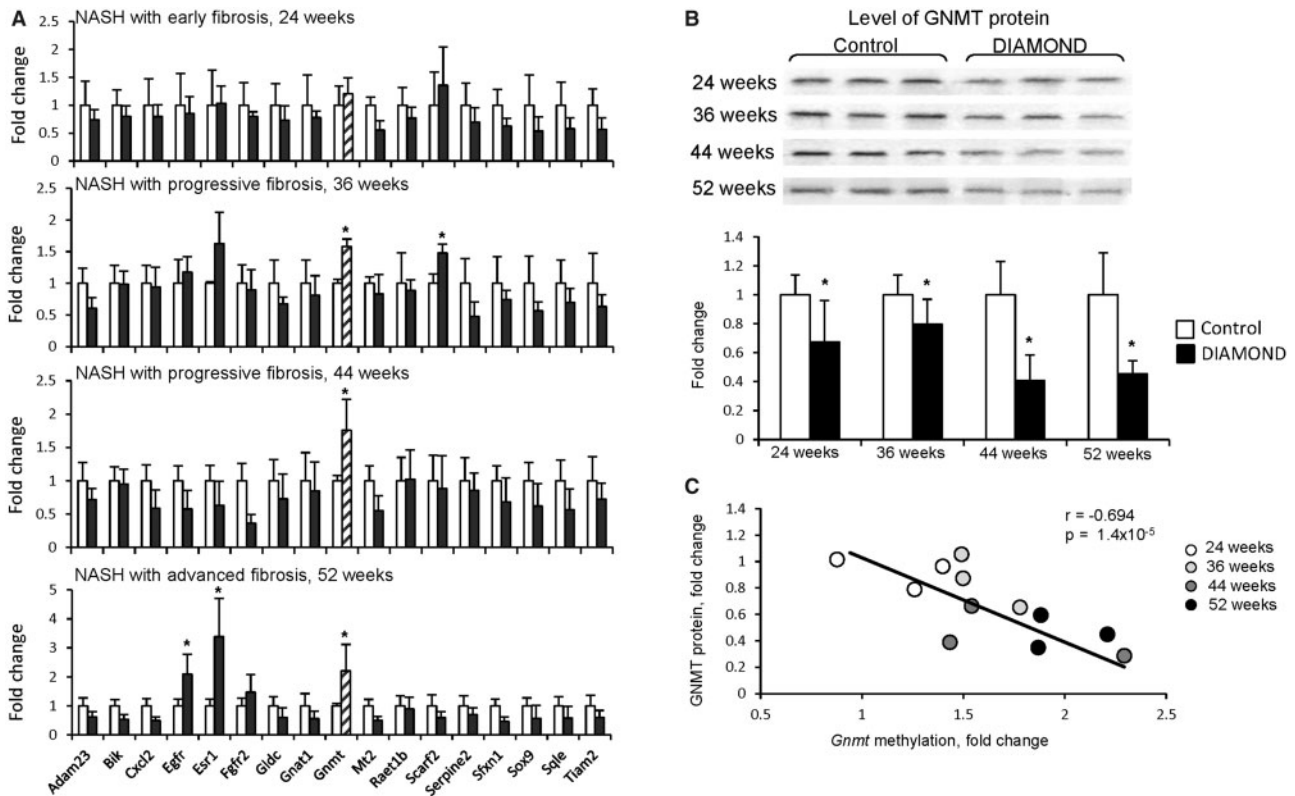 A
NASH with early fibrosis, 24 weeks
Fold change
2.5
2
1.5
1
0.5
0
NASH with progressive fibrosis, 36 weeks
Fold change
2.5
2
1.5
1
0.5
0
*
*
NASH with progressive fibrosis, 44 weeks
Fold change
2.5
2
1.5
1
0.5
0
*
NASH with advanced fibrosis, 52 weeks
Fold change
5
4
3
2
1
0
*
*
*
Adam23
Bik
Cxcl2
Egfr
Esr1
Fgfr2
Gldc
Gnat1
Gnmt
Mt2
Raet1b
Scarf2
Serpine2
Sfxn1
Sox9
Sqle
Tiam2
B
Level of GNMT protein
Control DIAMOND
24 weeks
36 weeks
44 weeks
52 weeks
Fold change
1.4
1.2
1
0.8
0.6
0.4
0.2
0
*
*
*
*
24 weeks 36 weeks 44 weeks 52 weeks
Control
DIAMOND
C
GNMT protein, fold change
1.4
1.2
1
0.8
0.6
0.4
0.2
0
r = -0.694
p = 1.4x10-5
24 weeks
36 weeks
44 weeks
52 weeks
0.5 1 1.5 2 2.5
Gnmt methylation, fold change